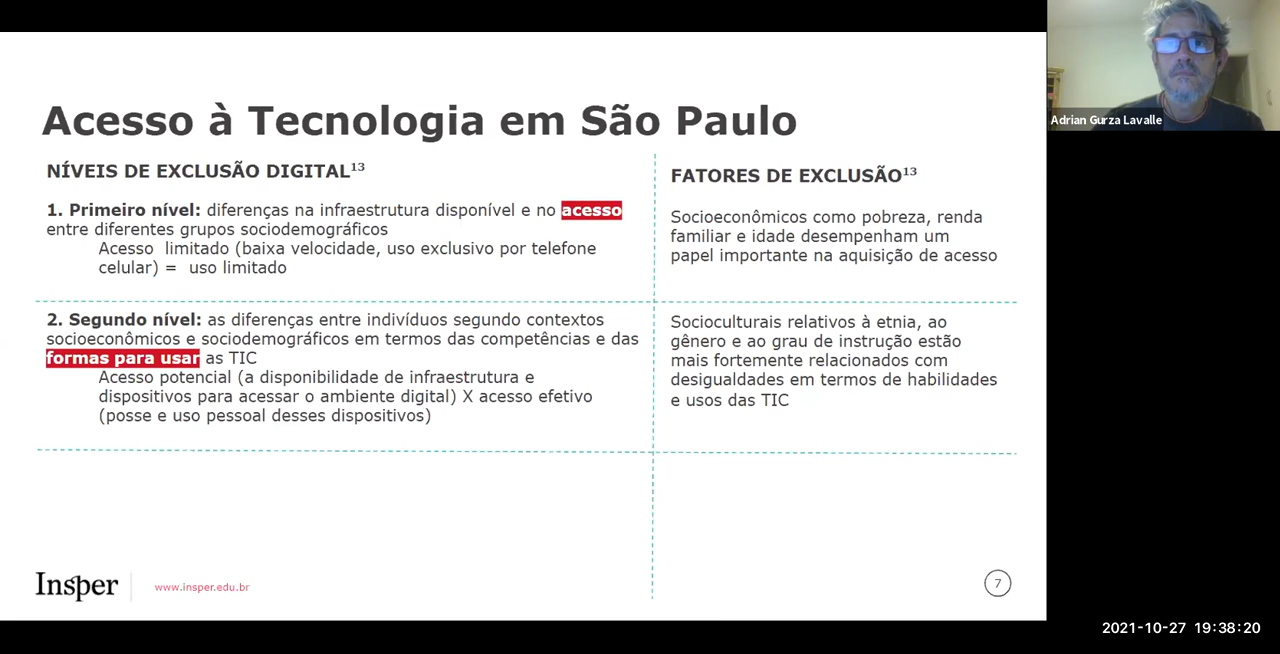 Acesso à Tecnologia em São Paulo
NÍVEIS DE EXCLUSÃO DIGITAL¹³
1. Primeiro nível: diferenças na infraestrutura disponível e no acesso
entre diferentes grupos sociodemográficos
Acesso limitado (baixa velocidade, uso exclusivo por telefone
celular) = uso limitado
FATORES DE EXCLUSÃO¹³
Socioeconômicos como pobreza, renda
familiar e idade desempenham um
papel importante na aquisição de acesso
2. Segundo nível: as diferenças entre indivíduos segundo contextos
socioeconômicos e sociodemográficos em termos das competências e das
formas para usar as TIC
Acesso potencial (a disponibilidade de infraestrutura e
dispositivos para acessar o ambiente digital) X acesso efetivo
(posse e uso pessoal desses dispositivos)
Socioculturais relativos à etnia, ao
gênero e ao grau de instrução estão
mais fortemente relacionados com
desigualdades em termos de habilidades
e usos das TIC
Insper
www.insper.edu.br
7
Adrian Gurza Lavalle
2021-10-27 19:38:20